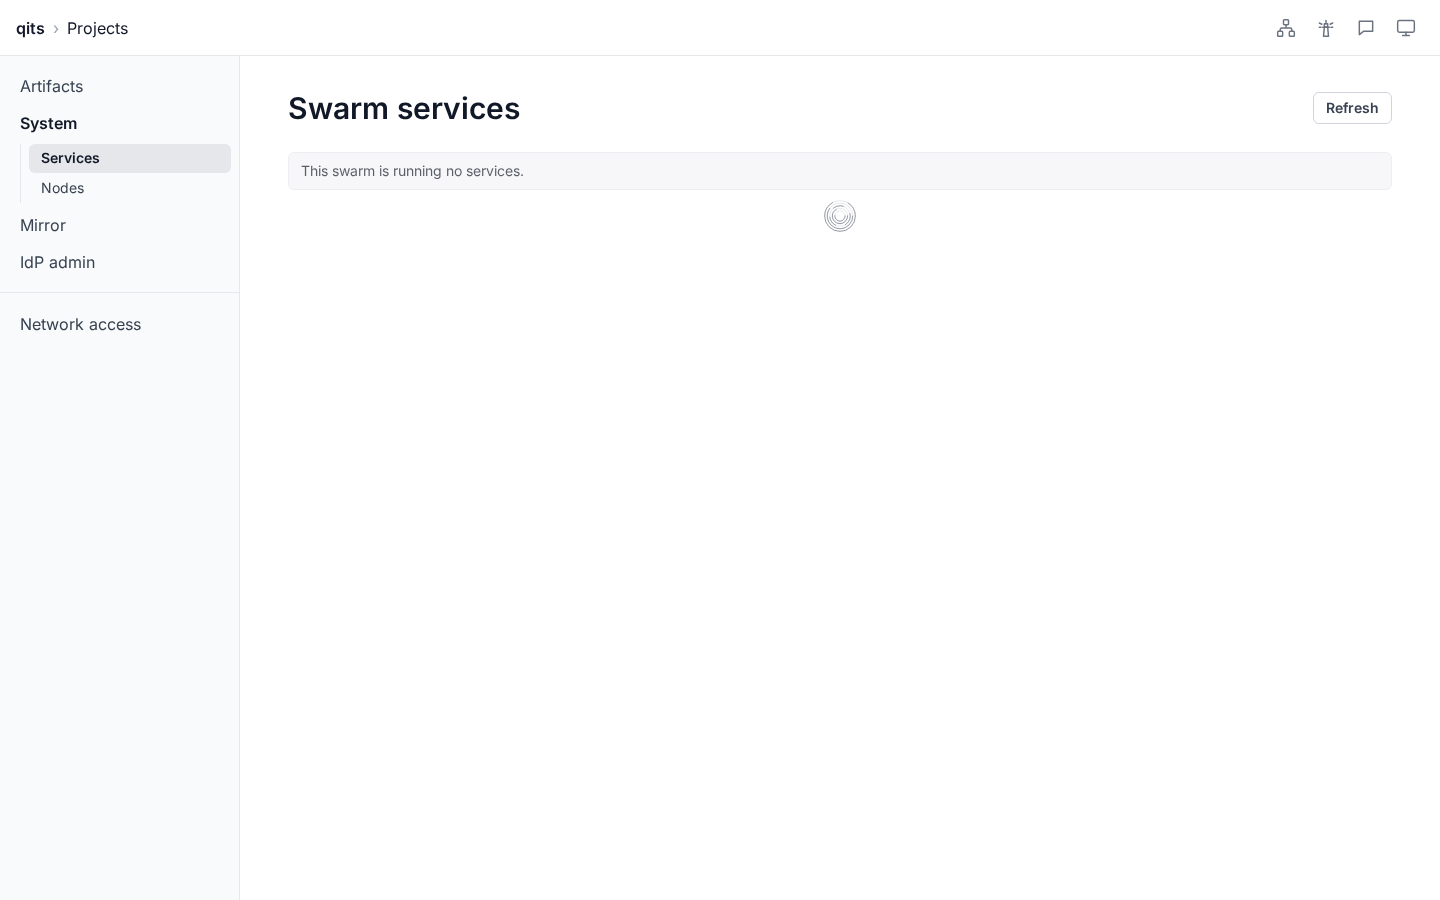 qits › Projects
Artifacts
System
Services
Nodes
Mirror
IdP admin
Network access
Swarm services
Refresh
This swarm is running no services.